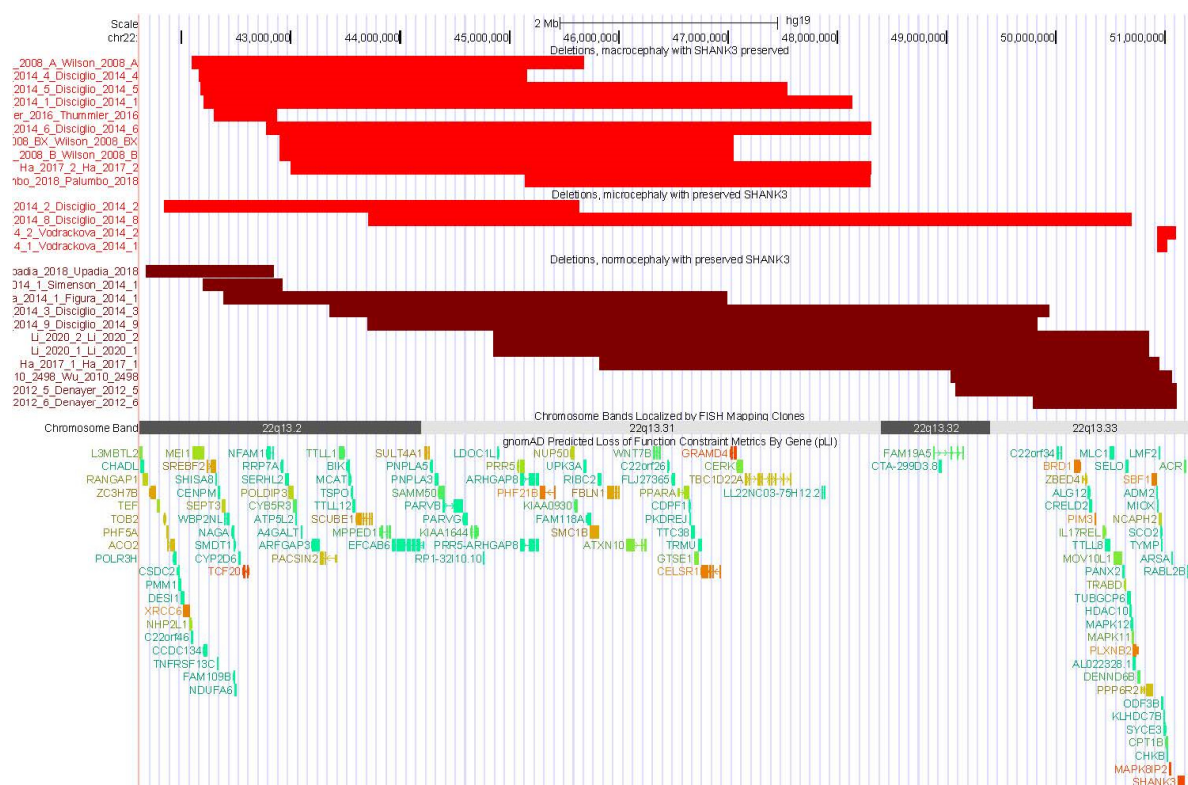 Scale 2 Mb hg19
chr22: 43,000,000 44,000,000 45,000,000 46,000,000 47,000,000 48,000,000 49,000,000 50,000,000 51,000,000
Deletions, macrocephaly with SHANK3 preserved
_2008_A_Wilson_2008_A
2014_4_Disciglio_2014_4
2014_5_Disciglio_2014_5
2014_1_Disciglio_2014_1
er_2016_Thummler_2016
2014_6_Disciglio_2014_6
008_BX_Wilson_2008_BX
_2008_B_Wilson_2008_B
Ha_2017_2_Ha_2017_2
mbo_2018_Palumbo_2018
Deletions, microcephaly with preserved SHANK3
2014_2_Disciglio_2014_2
2014_8_Disciglio_2014_8
4_2_Vodrackova_2014_2
4_1_Vodrackova_2014_1
Deletions, normocephaly with preserved SHANK3
padia_2018_Upadia_2018
014_1_Simenson_2014_1
a_2014_1_Figura_2014_1
2014_3_Disciglio_2014_3
2014_9_Disciglio_2014_9
Li_2020_2_Li_2020_2
Li_2020_1_Li_2020_1
Ha_2017_1_Ha_2017_1
10_2498_Wu_2010_2498
2012_5_Denayer_2012_5
2012_6_Denayer_2012_6
Chromosome Bands Localized by FISH Mapping Clones
Chromosome Band 22q13.2 22q13.31 22q13.32 22q13.33
gnomAD Predicted Loss of Function Constraint Metrics By Gene (pLI)
L3MBTL2 MEI1 NFAM1 TTLL1 SULT4A1 LDOC1L NUP50 WNT7B GRAMD4 FAM19A5 C22orf34 MLC1 LMF2
CHADL SREBF2 RRP7A BIK PNPLA5 PRR5 UPK3A C22orf26 CERK CTA-299D3.8 BRD1 SELO ACR
RANGAP1 SHISA8 SERHL2 MCAT PNPLA3 ARHGAP8 RIBC2 FLJ27365 TBC1D22A ZBED4 SBF1
ZC3H7B CENPM POLDIP3 TSPO SAMM50 PHF21B FBLN1 PPARA LL22NC03-75H12.2 ALG12 ADM2
TEF SEPT3 CYB5R3 TTLL12 PARVB KIAA0930 CDPF1 CRELD2 MIOX
TOB2 WBP2NL ATP5L2 SCUBE1 PARVG FAM118A PKDREJ PIM3 NCAPH2
PHF5A NAGA A4GALT MPPED1 KIAA1644 SMC1B TTC38 IL17REL SCO2
ACO2 SMDT1 ARFGAP3 EFCAB6 PRR5-ARHGAP8 ATXN10 TRMU TTLL8 TYMP
POLR3H CYP2D6 PACSIN2 RP1-32I10.10 GTSE1 MOV10L1 ARSA
CSDC2 TCF20 CELSR1 PANX2 RABL2B
PMM1 TRABD
DESI1 TUBGCP6
XRCC6 HDAC10
NHP2L1 MAPK12
C22orf46 MAPK11
CCDC134 PLXNB2
TNFRSF13C AL022328.1
FAM109B DENND6B
NDUFA6 PPP6R2
ODF3B
KLHDC7B
SYCE3
CPT1B
CHKB
MAPK8IP2
SHANK3